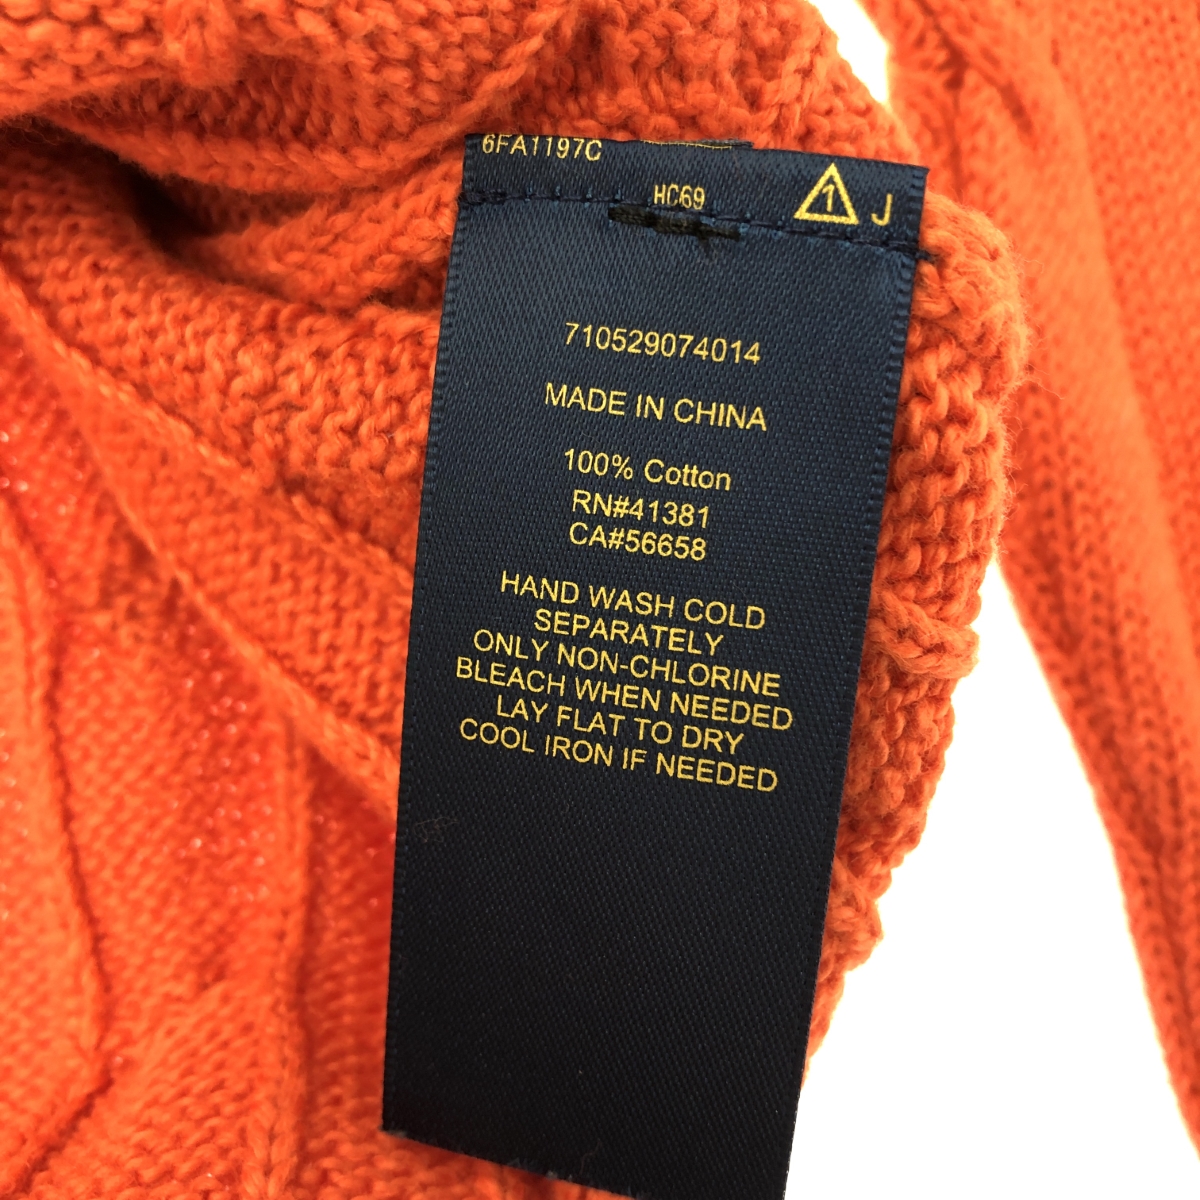 6FA1197C
HC69
1 J
710529074014
MADE IN CHINA
100% Cotton
RN#41381
CA#56658
HAND WASH COLD
SEPARATELY
ONLY NON-CHLORINE
BLEACH WHEN NEEDED
LAY FLAT TO DRY
COOL IRON IF NEEDED